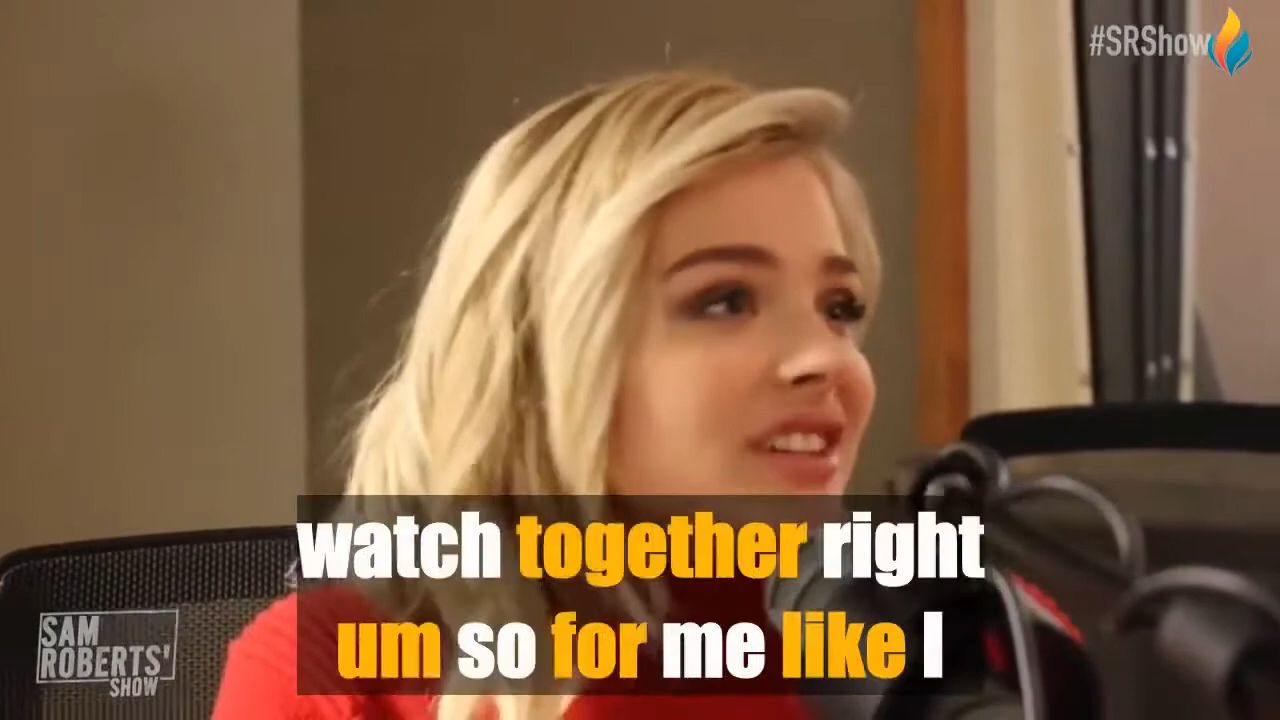 #SRShow
watch together right
um so for me like I
SAM
ROBERTS'
SHOW